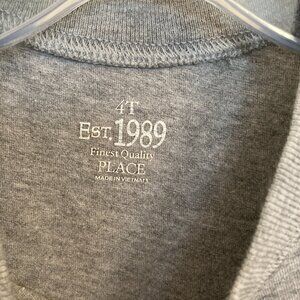 4T
EST. 1989
Finest Quality
PLACE
MADE IN VIETNAM